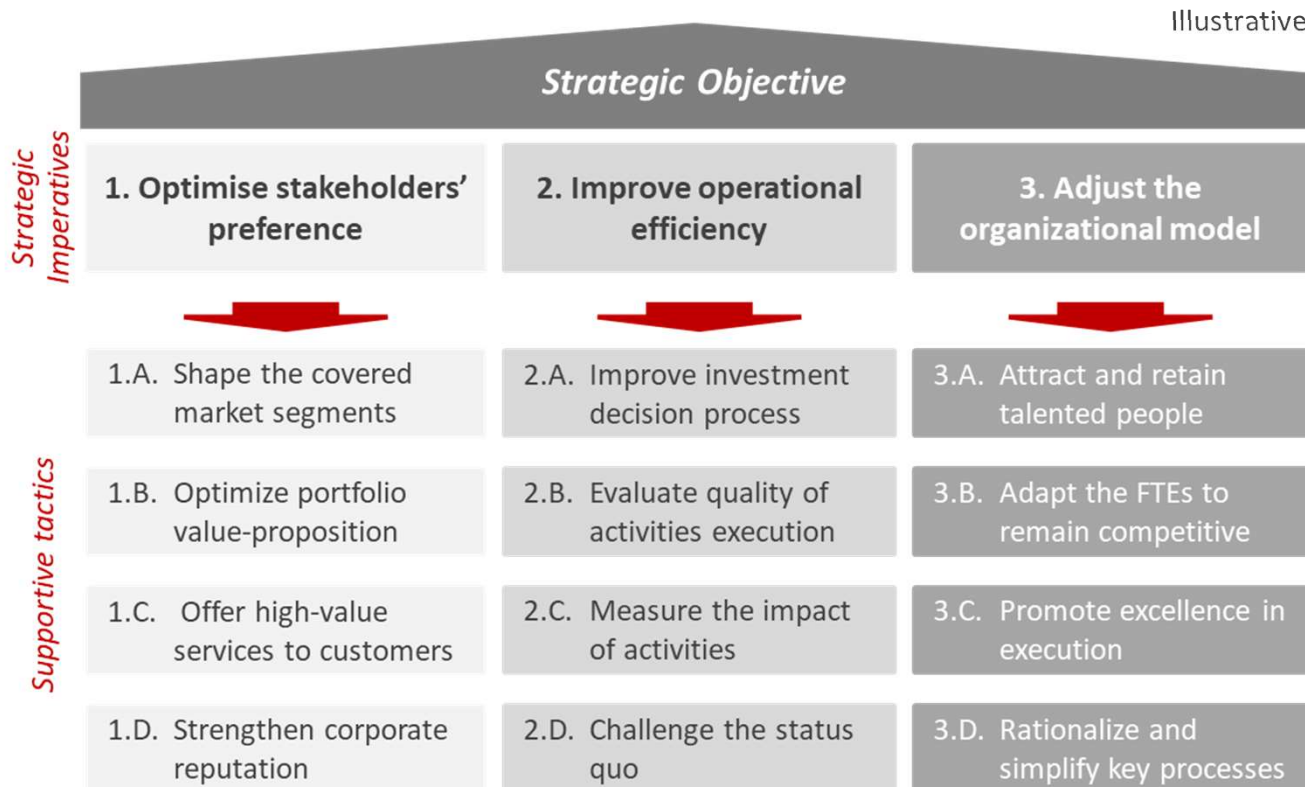 Illustrative
Strategic Objective
Strategic
Imperatives
1. Optimise stakeholders’
preference
2. Improve operational
efficiency
3. Adjust the
organizational model
Supportive tactics
1.A. Shape the covered
market segments
2.A. Improve investment
decision process
3.A. Attract and retain
talented people
1.B. Optimize portfolio
value-proposition
2.B. Evaluate quality of
activities execution
3.B. Adapt the FTEs to
remain competitive
1.C. Offer high-value
services to customers
2.C. Measure the impact
of activities
3.C. Promote excellence in
execution
1.D. Strengthen corporate
reputation
2.D. Challenge the status
quo
3.D. Rationalize and
simplify key processes